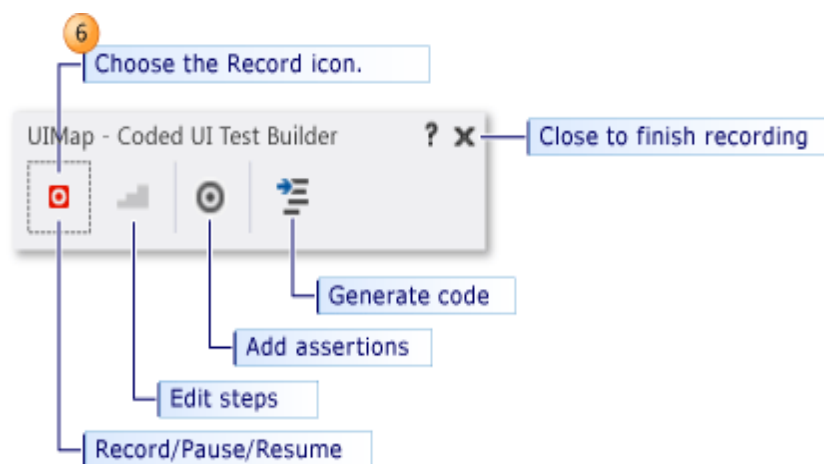 6
Choose the Record icon.
UIMap - Coded UI Test Builder
?
Close to finish recording
Generate code
Add assertions
Edit steps
Record/Pause/Resume